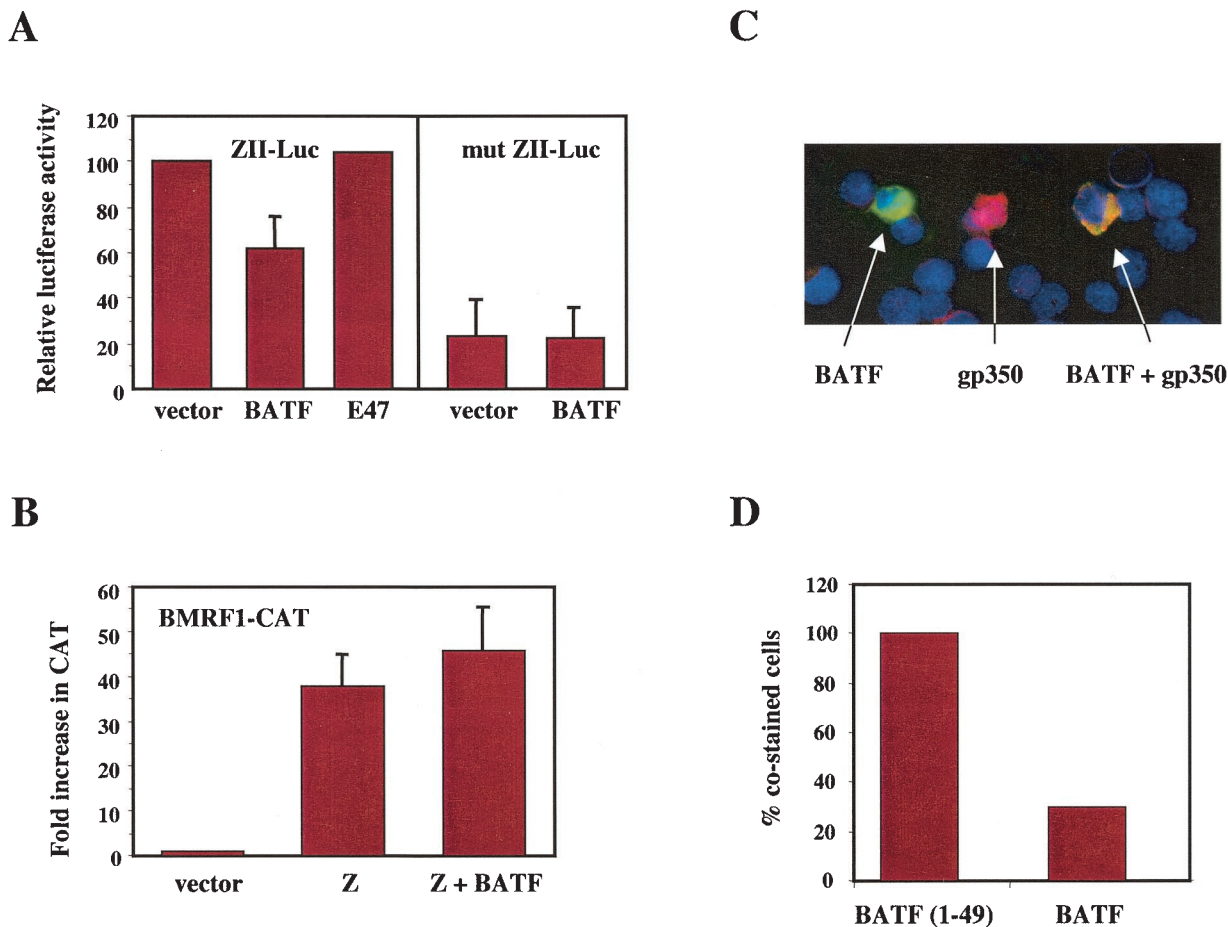 A
Relative luciferase activity
120
100
80
60
40
20
0
ZII-Luc
mut ZII-Luc
vector BATF E47 vector BATF
B
Fold increase in CAT
60
50
40
30
20
10
0
BMRF1-CAT
vector Z Z + BATF
C
BATF gp350 BATF + gp350
D
% co-stained cells
120
100
80
60
40
20
0
BATF (1-49) BATF